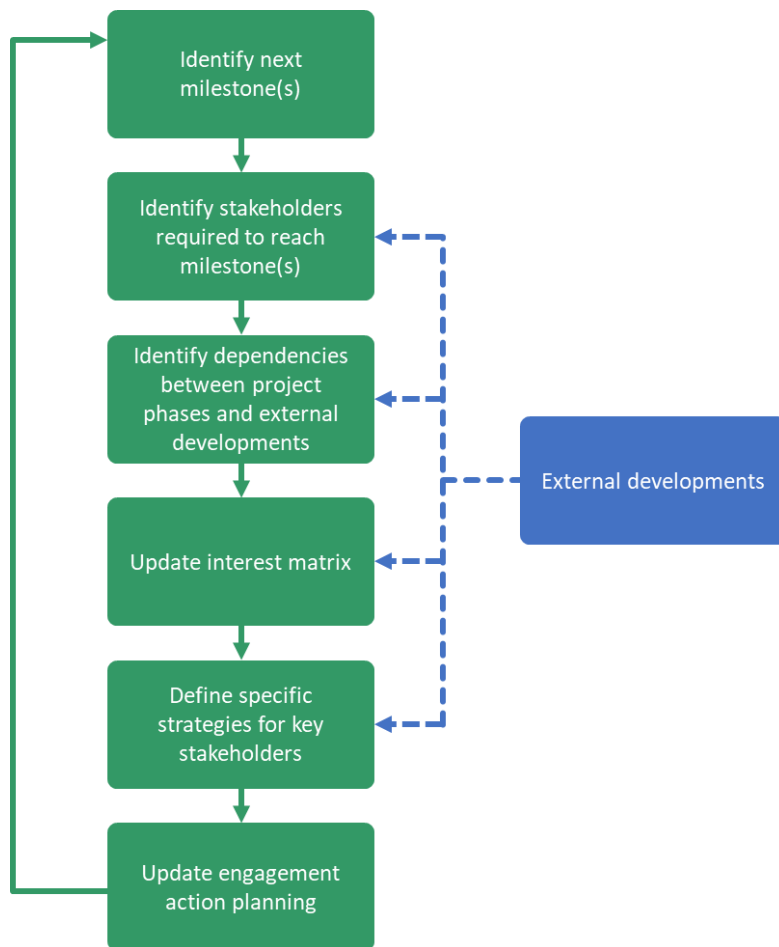 Identify next
milestone(s)
Identify stakeholders
required to reach
milestone(s)
Identify dependencies
between project
phases and external
developments
External developments
Update interest matrix
Define specific
strategies for key
stakeholders
Update engagement
action planning